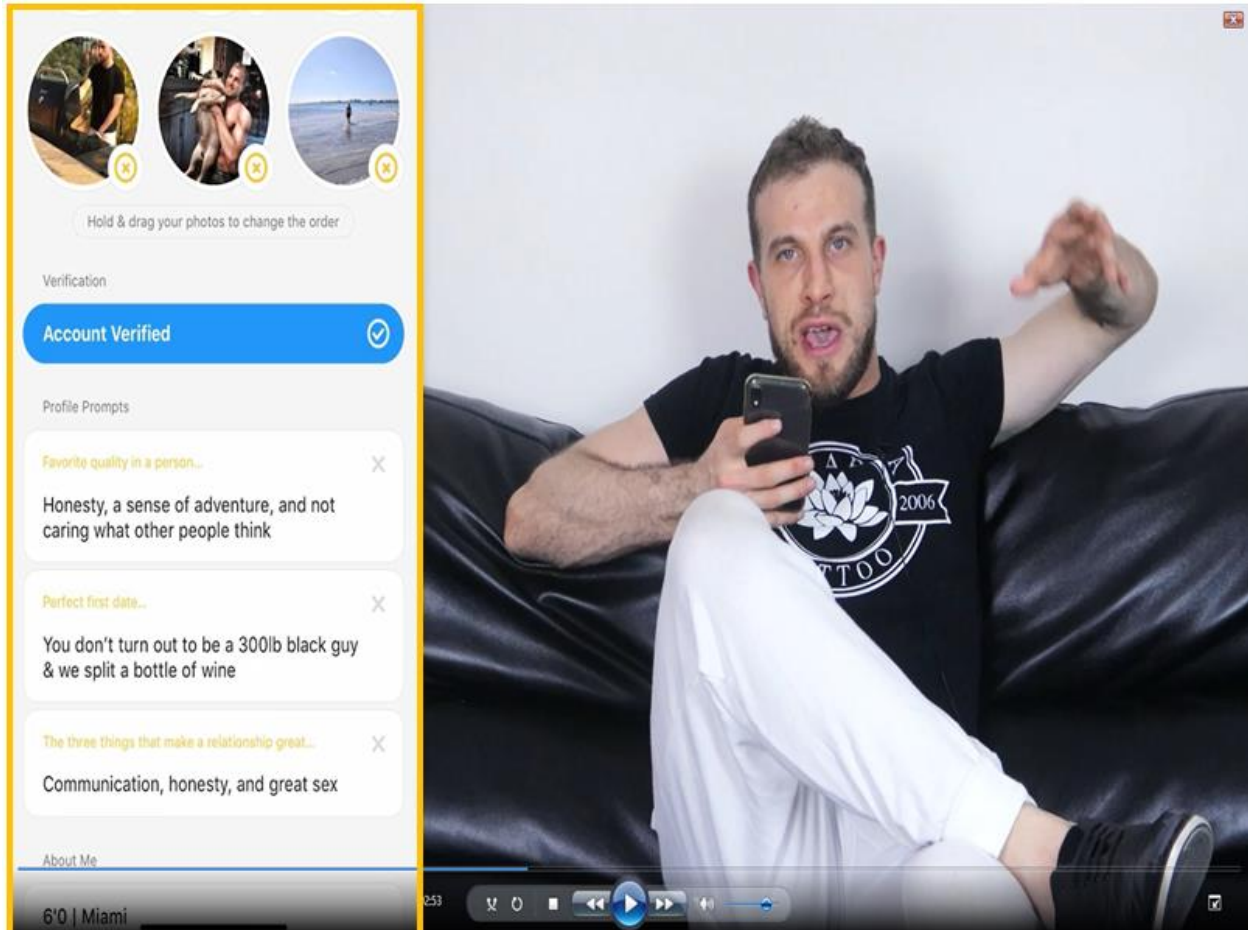 Hold & drag your photos to change the order
Verification
Account Verified
Profile Prompts
Favorite quality in a person...
Honesty, a sense of adventure, and not
caring what other people think
Perfect first date...
You don't turn out to be a 300lb black guy
& we split a bottle of wine
The three things that make a relationship great...
Communication, honesty, and great sex
About Me
6'0 | Miami
2006
TTOO
2:53